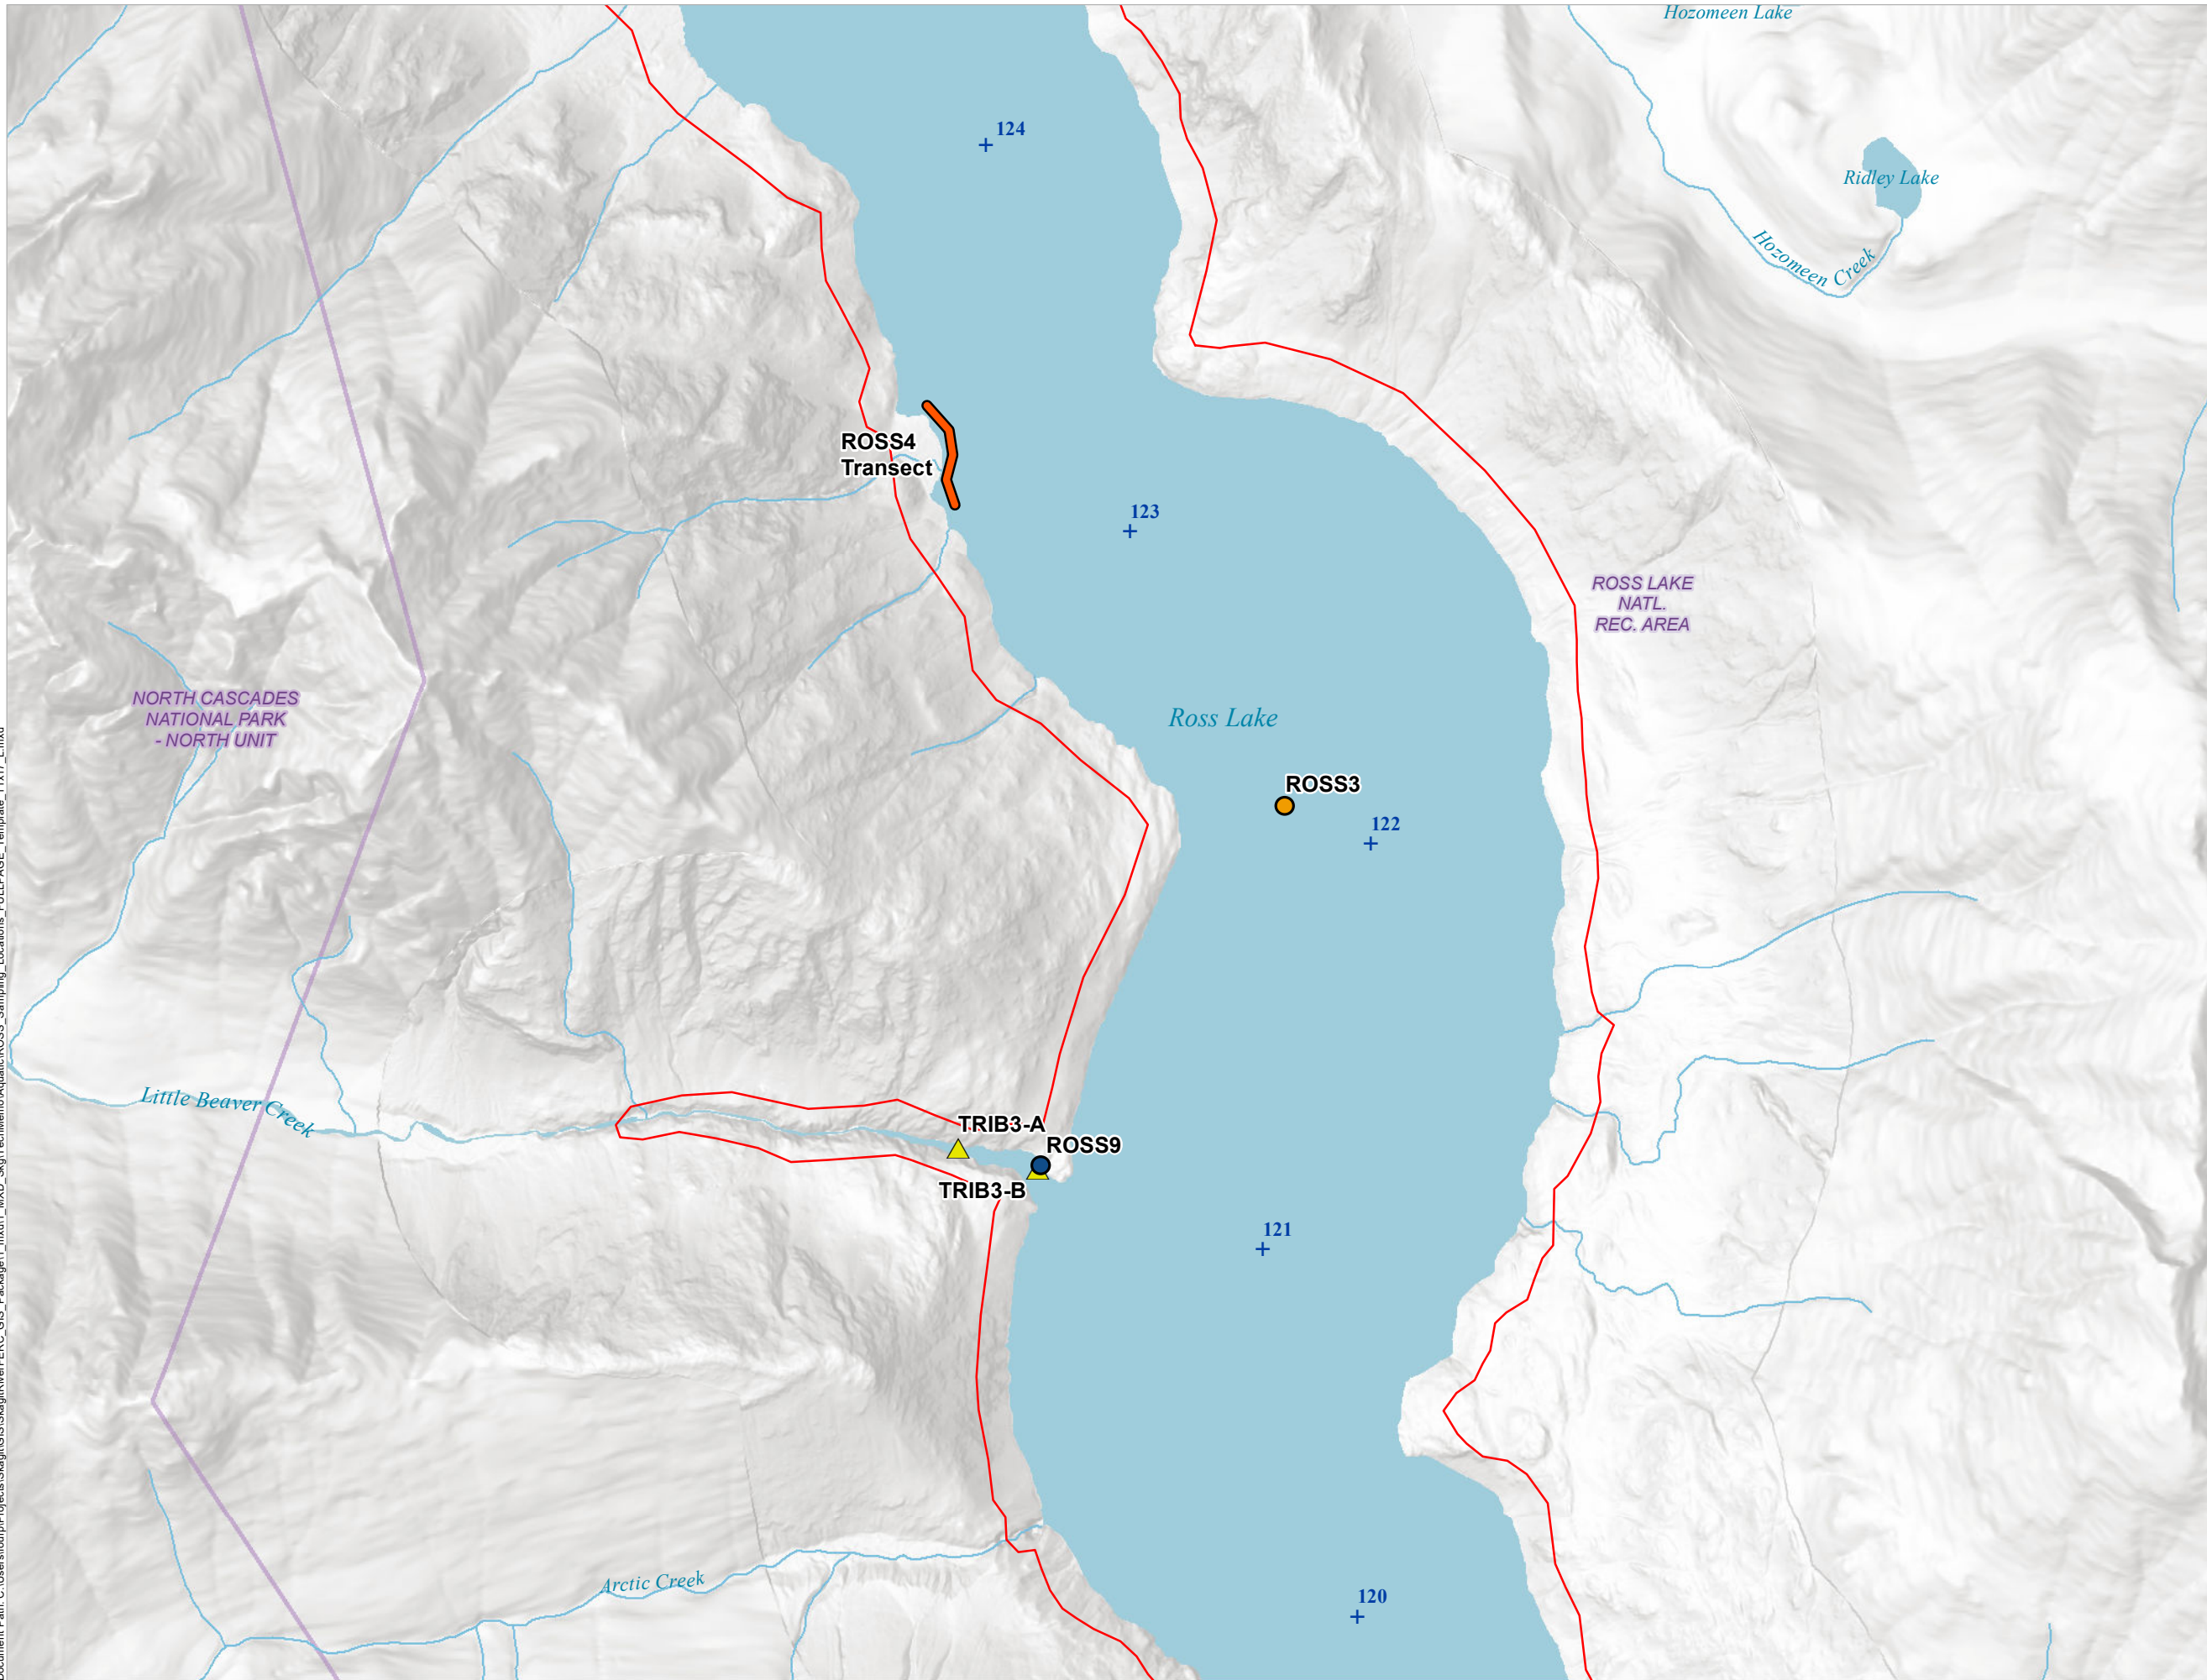 Hozomeen Lake
124
Ridley Lake
Hozomeen Creek
ROSS4
Transect
123
ROSS LAKE
NATL.
REC. AREA
NORTH CASCADES
NATIONAL PARK
- NORTH UNIT
Ross Lake
ROSS3
122
Little Beaver Creek
TRIB3-A
ROSS9
TRIB3-B
121
Arctic Creek
120